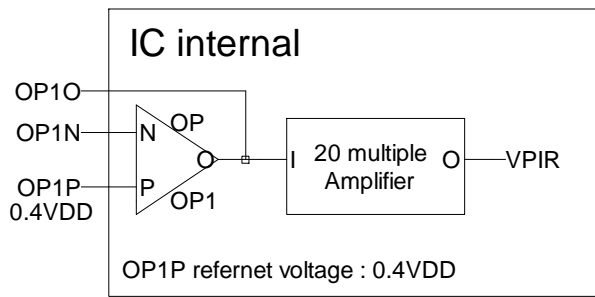 IC internal
OP1O
OP1N
N
OP
O
OP1P
P
0.4VDD
OP1
I
20 multiple
Amplifier
O
VPIR
OP1P refernet voltage : 0.4VDD